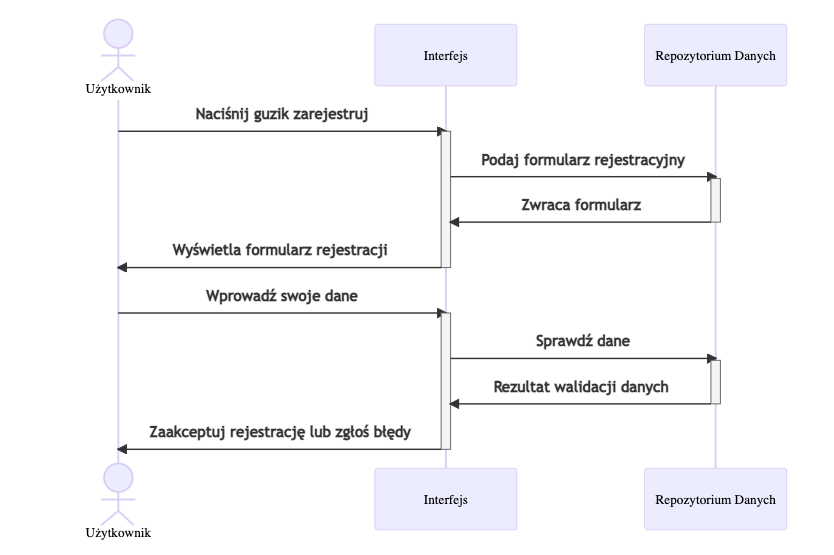 Użytkownik
Interfejs
Repozytorium Danych
Naciśnij guzik zarejestruj
Podaj formularz rejestracyjny
Zwraca formularz
Wyświetla formularz rejestracji
Wprowadź swoje dane
Sprawdź dane
Rezultat walidacji danych
Zaakceptuj rejestrację lub zgłoś błędy
Użytkownik
Interfejs
Repozytorium Danych